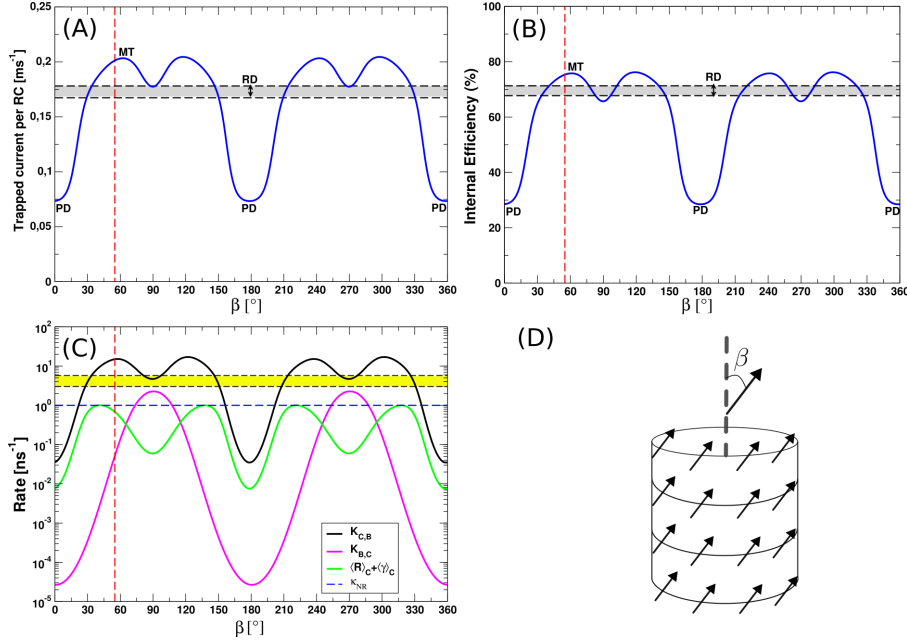 (A)
Trapped current per RC [ms⁻¹]
0,2
0,15
0,1
0,05
0
MT
RD
PD
PD
PD
0 30 60 90 120 150 180 210 240 270 300 330 360
β [°]
(B)
Internal Efficiency (%)
100
80
60
40
20
0
MT
RD
PD
PD
PD
0 30 60 90 120 150 180 210 240 270 300 330 360
β [°]
(C)
Rate [ns⁻¹]
10²
10¹
10⁰
10⁻¹
10⁻²
10⁻³
10⁻⁴
10⁻⁵
K_C,B
K_B,C
⟨R⟩_C+⟨γ⟩_C
κ_NR
0 30 60 90 120 150 180 210 240 270 300 330 360
β [°]
(D)
β